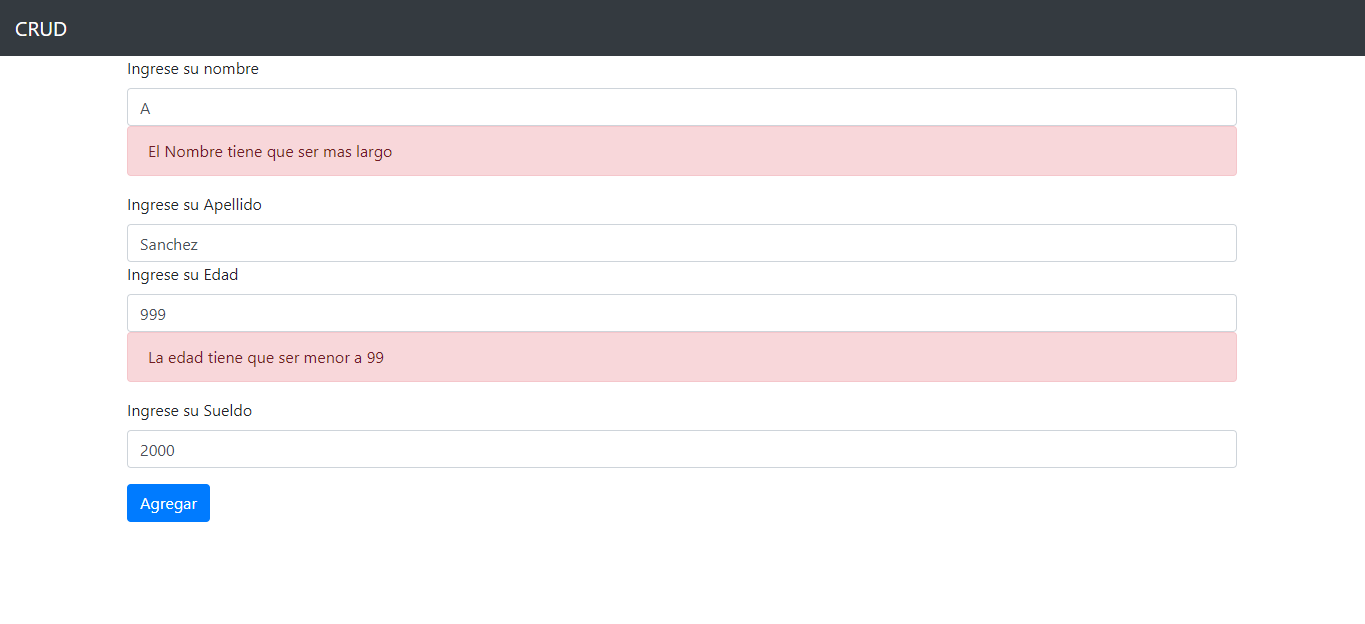 CRUD
Ingrese su nombre
A
El Nombre tiene que ser mas largo
Ingrese su Apellido
Sanchez
Ingrese su Edad
999
La edad tiene que ser menor a 99
Ingrese su Sueldo
2000
Agregar